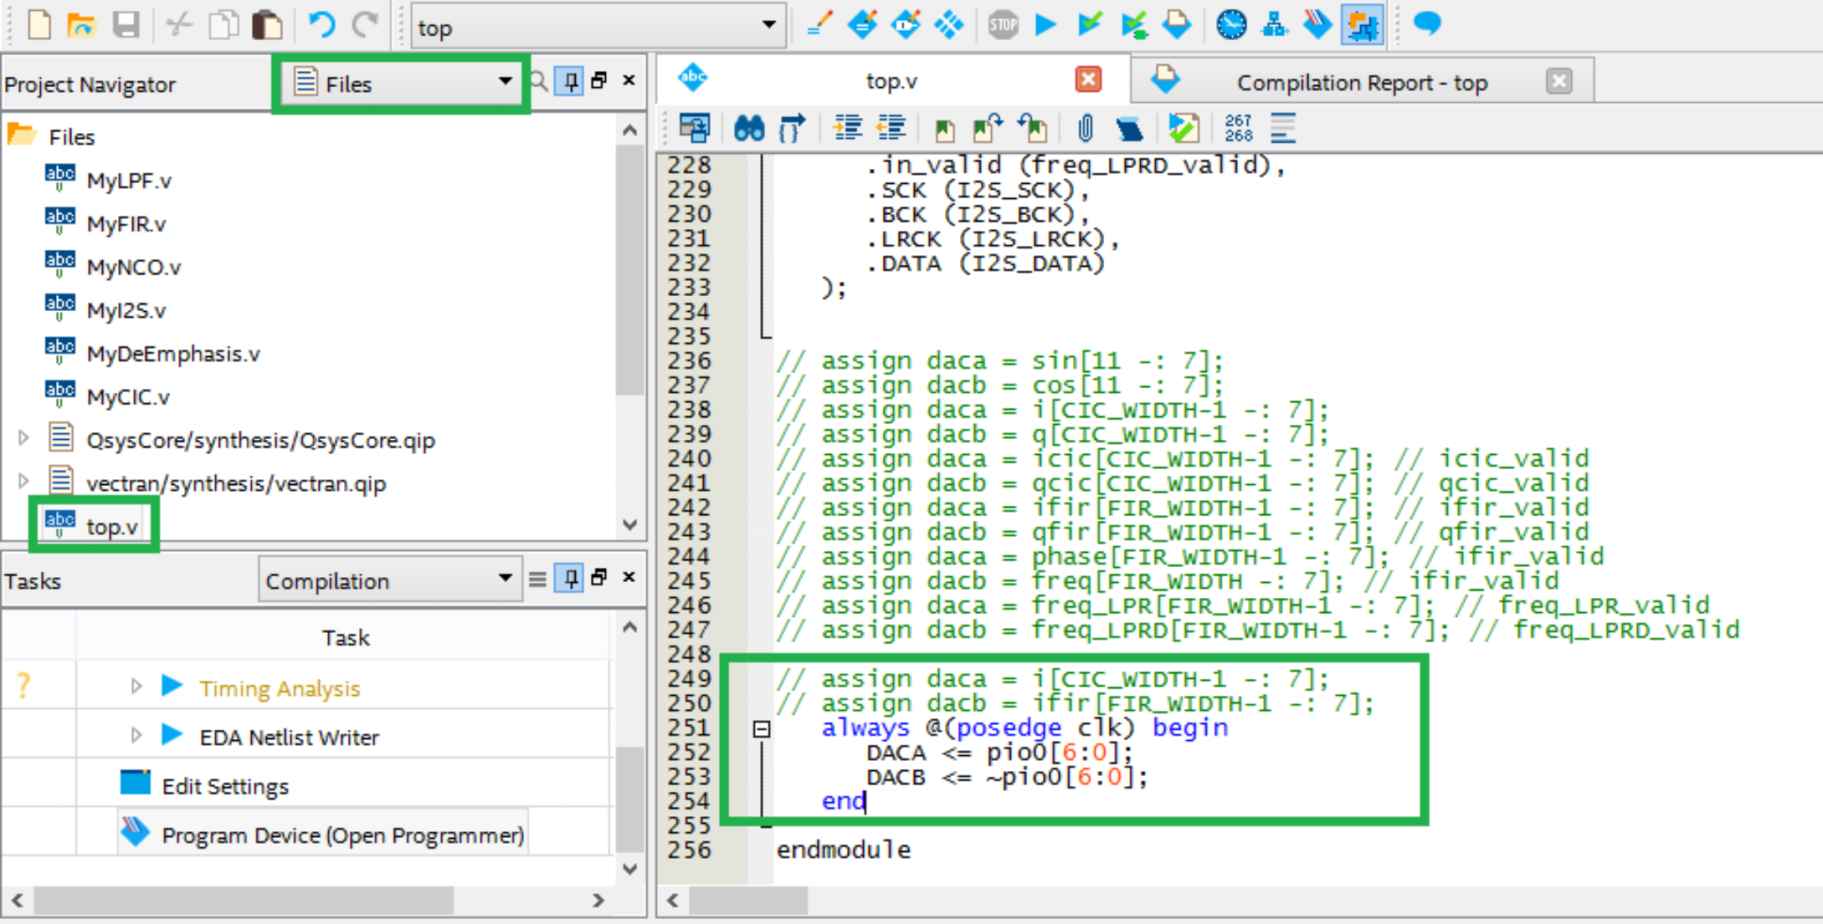 top
STOP
Project Navigator
Files
Files
MyLPF.v
MyFIR.v
MyNCO.v
MyI2S.v
MyDeEmphasis.v
MyCIC.v
QsysCore/synthesis/QsysCore.qip
vectran/synthesis/vectran.qip
top.v
Tasks
Compilation
Task
Timing Analysis
EDA Netlist Writer
Edit Settings
Program Device (Open Programmer)
top.v
Compilation Report - top
267
268
228 .in_valid (freq_LPRD_valid),
229 .SCK (I2S_SCK),
230 .BCK (I2S_BCK),
231 .LRCK (I2S_LRCK),
232 .DATA (I2S_DATA)
233 );
234
235
236 // assign daca = sin[11 -: 7];
237 // assign dacb = cos[11 -: 7];
238 // assign daca = i[CIC_WIDTH-1 -: 7];
239 // assign dacb = q[CIC_WIDTH-1 -: 7];
240 // assign daca = icic[CIC_WIDTH-1 -: 7]; // icic_valid
241 // assign dacb = qcic[CIC_WIDTH-1 -: 7]; // qcic_valid
242 // assign daca = ifir[FIR_WIDTH-1 -: 7]; // ifir_valid
243 // assign dacb = qfir[FIR_WIDTH-1 -: 7]; // qfir_valid
244 // assign daca = phase[FIR_WIDTH-1 -: 7]; // ifir_valid
245 // assign dacb = freq[FIR_WIDTH -: 7]; // ifir_valid
246 // assign daca = freq_LPR[FIR_WIDTH-1 -: 7]; // freq_LPR_valid
247 // assign dacb = freq_LPRD[FIR_WIDTH-1 -: 7]; // freq_LPRD_valid
248
249 // assign daca = i[CIC_WIDTH-1 -: 7];
250 // assign dacb = ifir[FIR_WIDTH-1 -: 7];
251 always @(posedge clk) begin
252 DACA <= pio0[6:0];
253 DACB <= ~pio0[6:0];
254 end
255
256 endmodule